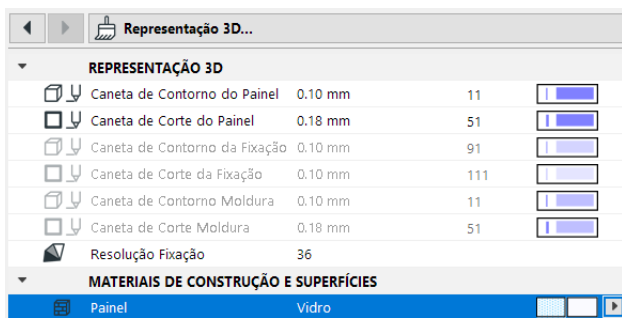 Representação 3D...
REPRESENTAÇÃO 3D
Caneta de Contorno do Painel 0.10 mm 11
Caneta de Corte do Painel 0.18 mm 51
Caneta de Contorno da Fixação 0.10 mm 91
Caneta de Corte da Fixação 0.10 mm 111
Caneta de Contorno Moldura 0.10 mm 11
Caneta de Corte Moldura 0.18 mm 51
Resolução Fixação 36
MATERIAIS DE CONSTRUÇÃO E SUPERFÍCIES
Painel Vidro